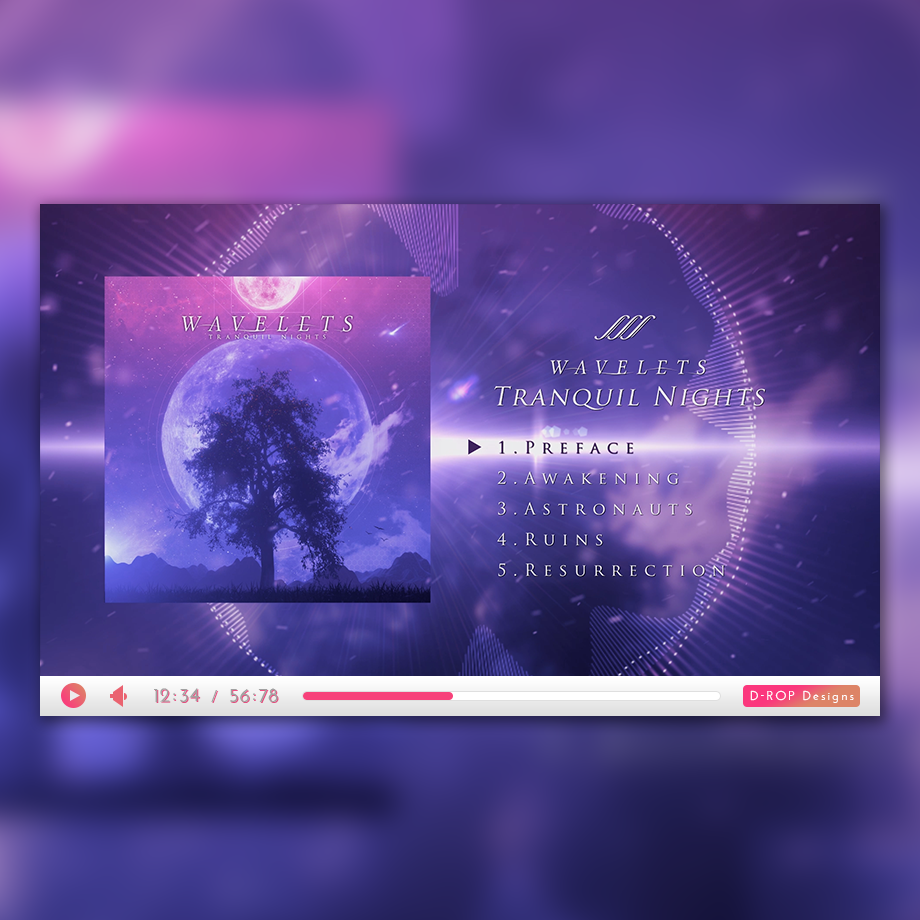 WAVELETS
TRANQUIL NIGHTS
WAVELETS
TRANQUIL NIGHTS
1. PREFACE
2. AWAKENING
3. ASTRONAUTS
4. RUINS
5. RESURRECTION
12:34 / 56:78
D-ROP Designs